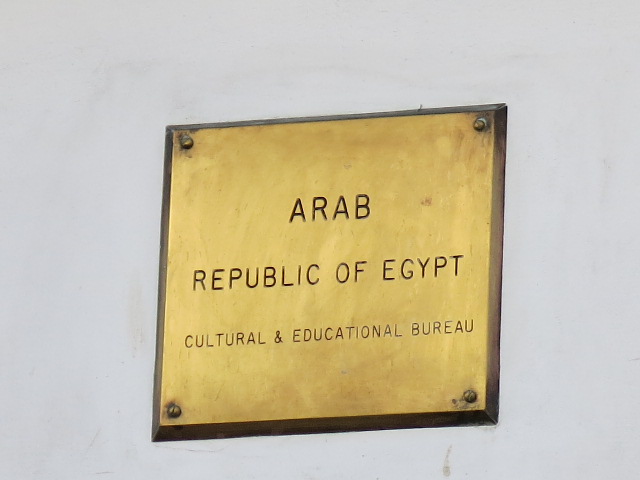 ARAB
REPUBLIC OF EGYPT
CULTURAL & EDUCATIONAL BUREAU